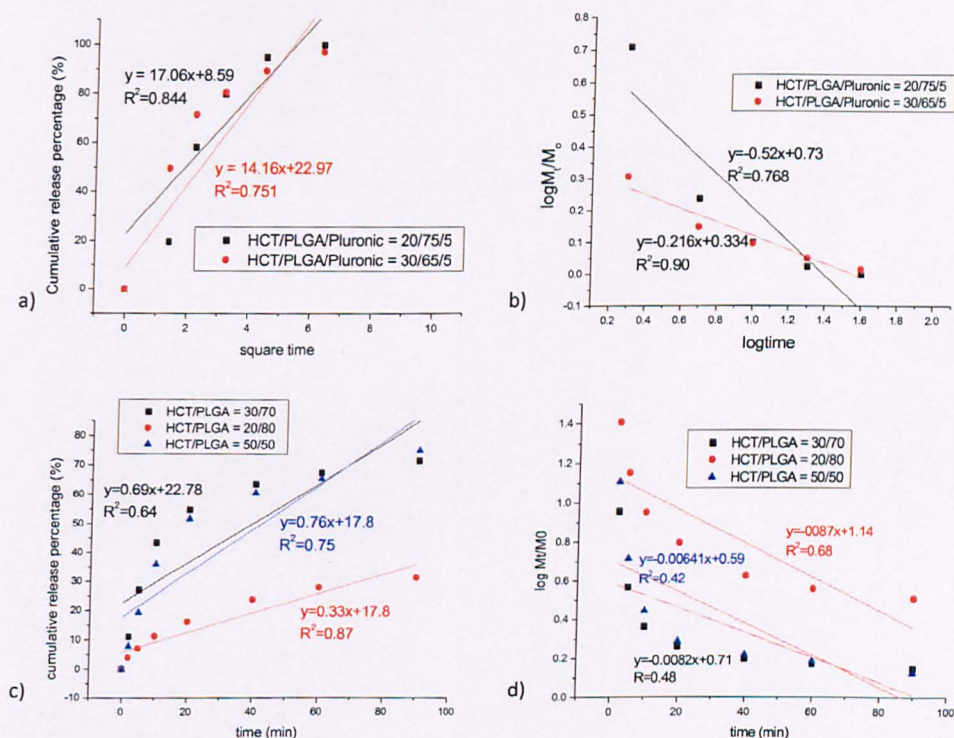 Cumulative release percentage (%)
100
80
60
40
20
0
y = 17.06x+8.59
R²=0.844
y = 14.16x+22.97
R²=0.751
HCT/PLGA/Pluronic = 20/75/5
HCT/PLGA/Pluronic = 30/65/5
0 2 4 6 8 10
square time
a)
logMt/Mo
0.8
0.7
0.6
0.5
0.4
0.3
0.2
0.1
0.0
-0.1
HCT/PLGA/Pluronic = 20/75/5
HCT/PLGA/Pluronic = 30/65/5
y=-0.52x+0.73
R²=0.768
y=-0.216x+0.334
R²=0.90
0.2 0.4 0.6 0.8 1.0 1.2 1.4 1.6 1.8 2.0
logtime
b)
HCT/PLGA = 30/70
HCT/PLGA = 20/80
HCT/PLGA = 50/50
cumulative release percentage (%)
80
70
60
50
40
30
20
10
0
-10
y=0.69x+22.78
R²=0.64
y=0.76x+17.8
R²=0.75
y=0.33x+17.8
R²=0.87
0 20 40 60 80 100
time (min)
c)
log Mt/M0
1.4
1.2
1.0
0.8
0.6
0.4
0.2
0.0
HCT/PLGA = 30/70
HCT/PLGA = 20/80
HCT/PLGA = 50/50
y=-0087x+1.14
R²=0.68
y=-0.00641x+0.59
R²=0.42
y=-0.0082x+0.71
R=0.48
0 20 40 60 80 100
time (min)
d)